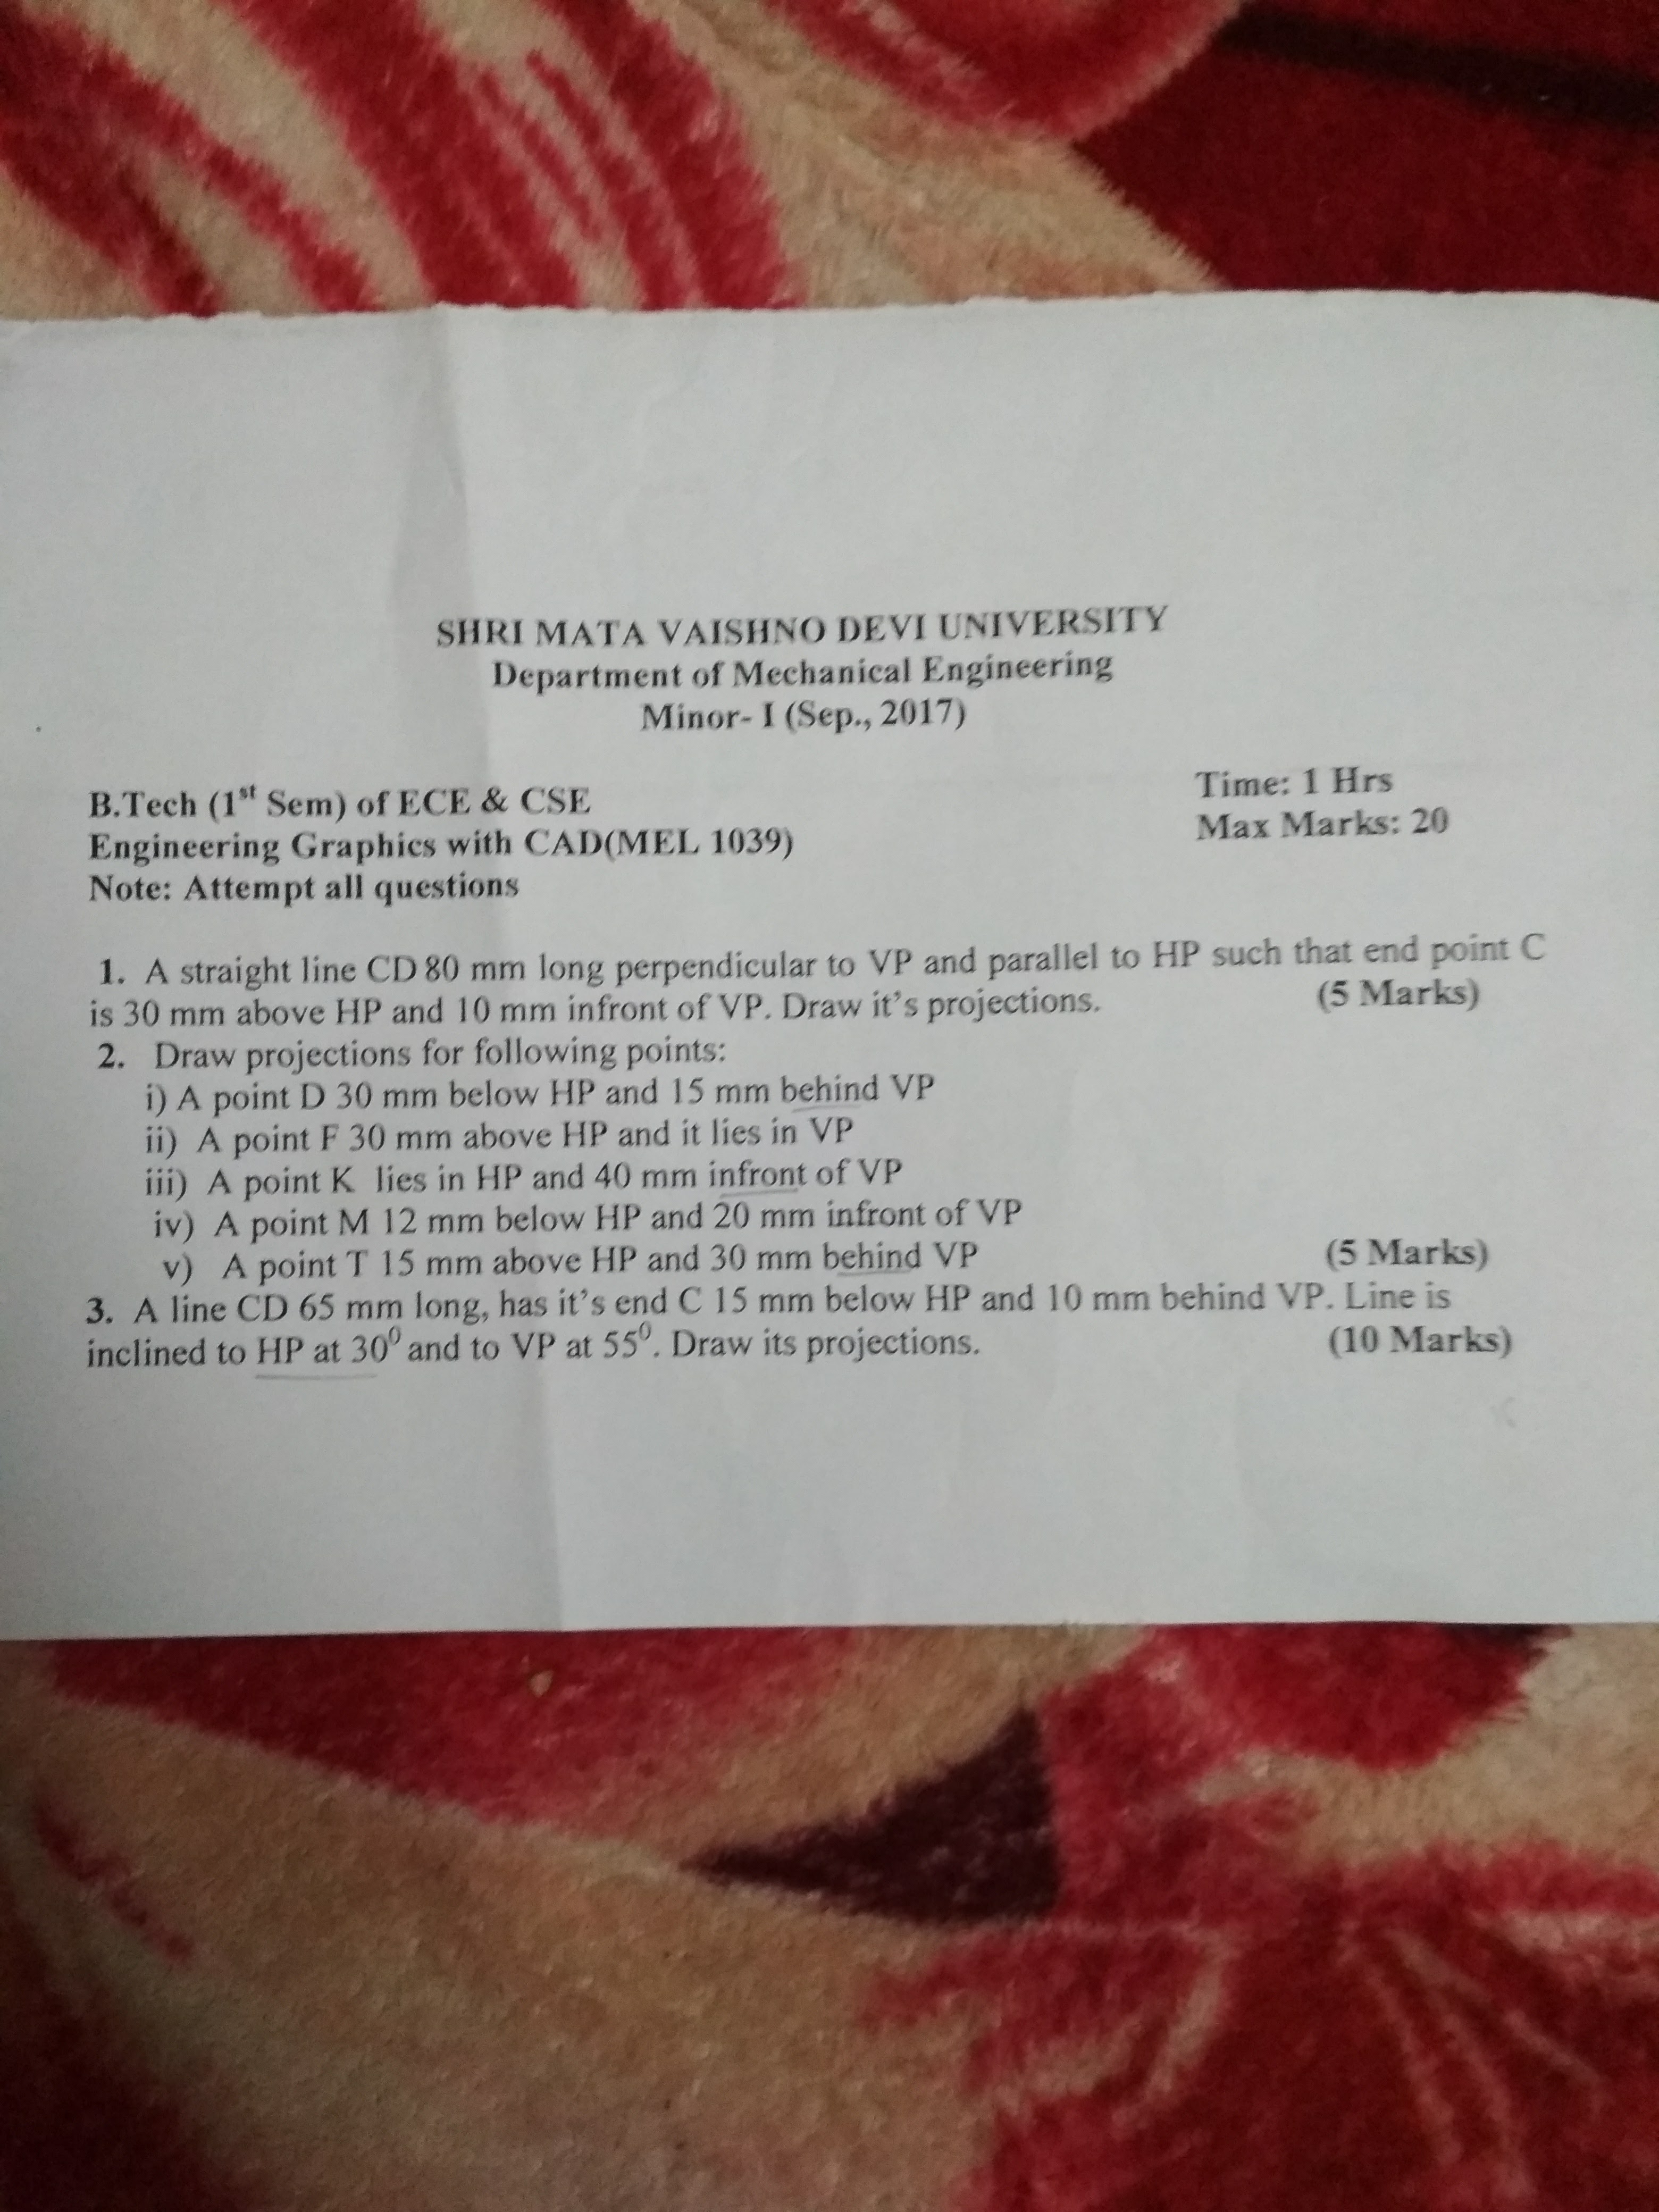 SHRI MATA VAISHNO DEVI UNIVERSITY
Department of Mechanical Engineering
Minor- I (Sep., 2017)
B.Tech (1st Sem) of ECE & CSE
Time: 1 Hrs
Engineering Graphics with CAD(MEL 1039)
Max Marks: 20
Note: Attempt all questions
1. A straight line CD 80 mm long perpendicular to VP and parallel to HP such that end point C
is 30 mm above HP and 10 mm infront of VP. Draw it's projections. (5 Marks)
2. Draw projections for following points:
i) A point D 30 mm below HP and 15 mm behind VP
ii) A point F 30 mm above HP and it lies in VP
iii) A point K lies in HP and 40 mm infront of VP
iv) A point M 12 mm below HP and 20 mm infront of VP
v) A point T 15 mm above HP and 30 mm behind VP (5 Marks)
3. A line CD 65 mm long, has it's end C 15 mm below HP and 10 mm behind VP. Line is
inclined to HP at 30⁰ and to VP at 55⁰. Draw its projections. (10 Marks)